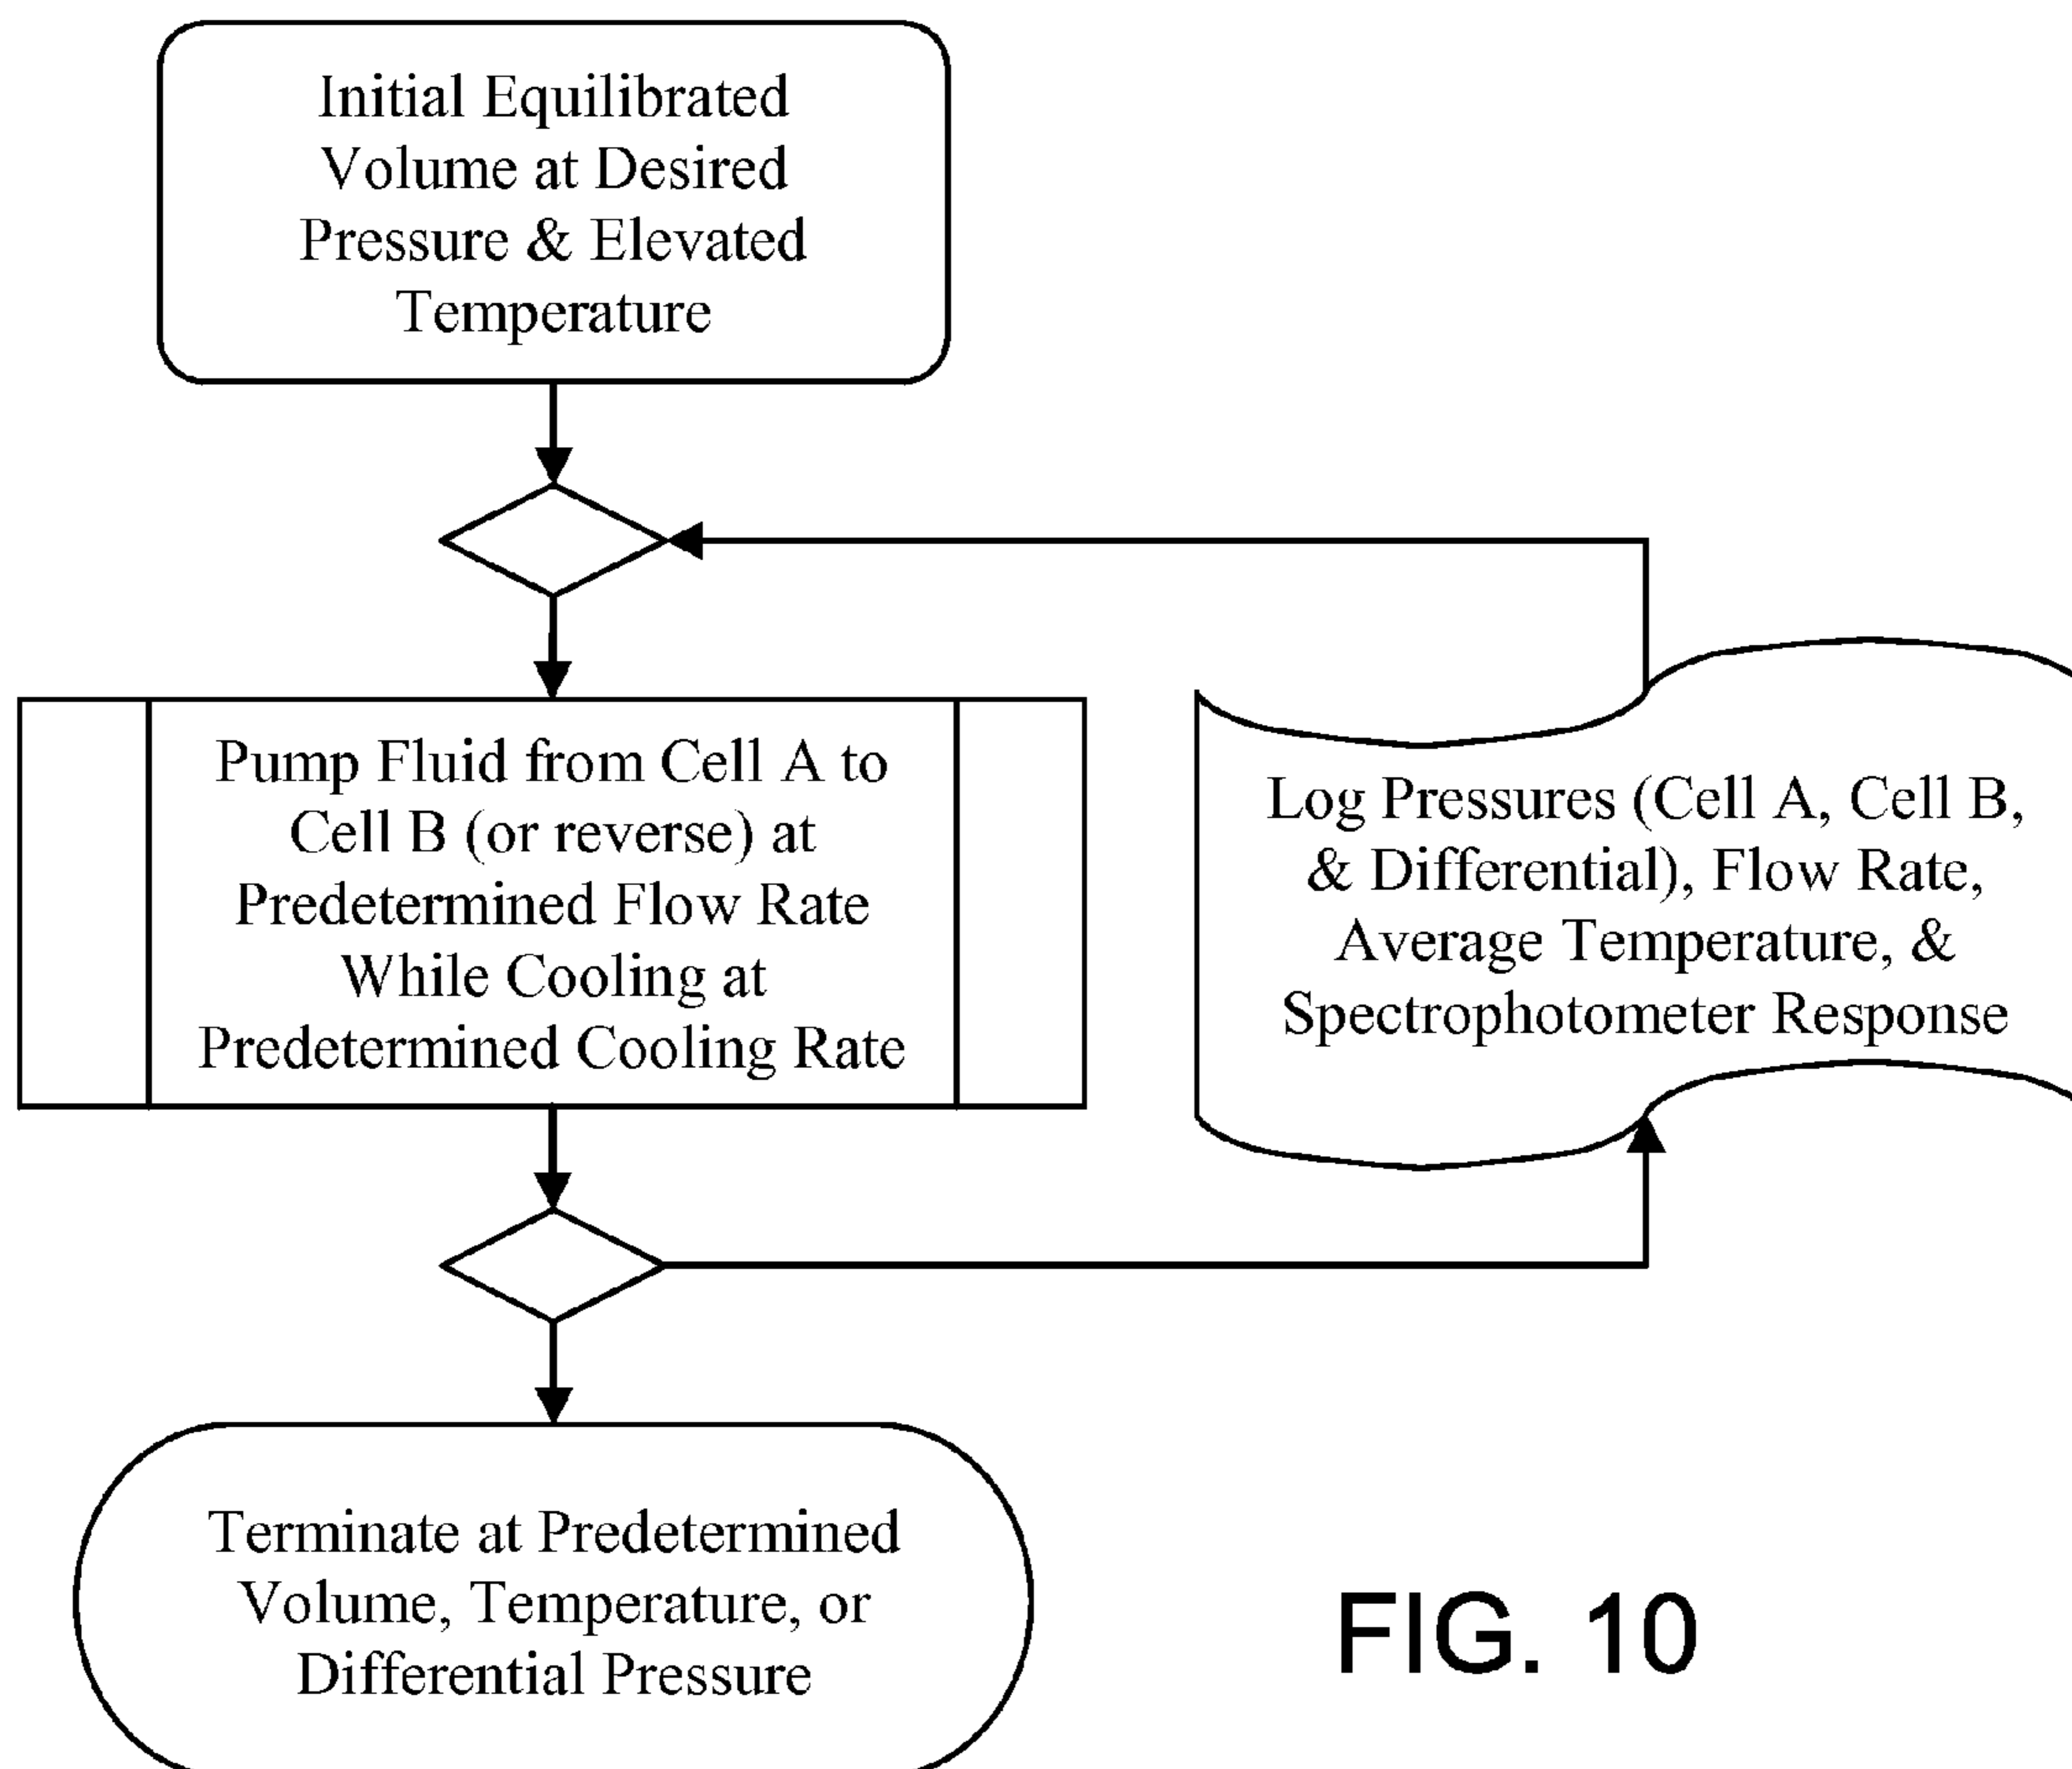 Initial Equilibrated
Volume at Desired
Pressure & Elevated
Temperature
Pump Fluid from Cell A to
Cell B (or reverse) at
Predetermined Flow Rate
While Cooling at
Predetermined Cooling Rate
Log Pressures (Cell A, Cell B,
& Differential), Flow Rate,
Average Temperature, &
Spectrophotometer Response
Terminate at Predetermined
Volume, Temperature, or
Differential Pressure
FIG. 10